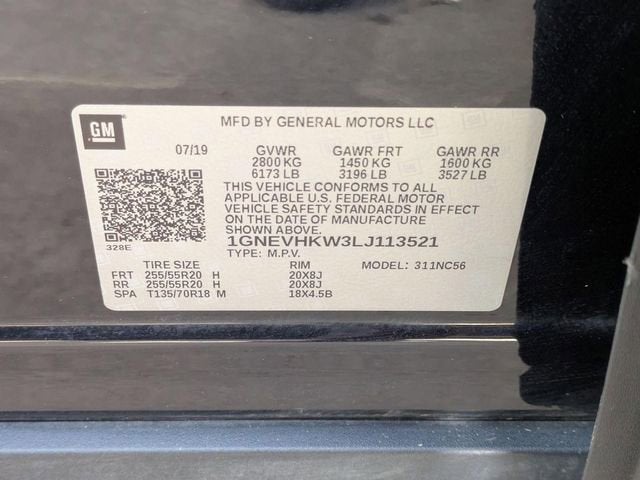 GM
MFD BY GENERAL MOTORS LLC
07/19 GVWR GAWR FRT GAWR RR
2800 KG 1450 KG 1600 KG
6173 LB 3196 LB 3527 LB
THIS VEHICLE CONFORMS TO ALL
APPLICABLE U.S. FEDERAL MOTOR
VEHICLE SAFETY STANDARDS IN EFFECT
ON THE DATE OF MANUFACTURE
SHOWN ABOVE.
328E 1GNEVHKW3LJ113521
TYPE: M.P.V. MODEL: 311NC56
TIRE SIZE RIM
FRT 255/55R20 H 20X8J
RR 255/55R20 H 20X8J
SPA T135/70R18 M 18X4.5B